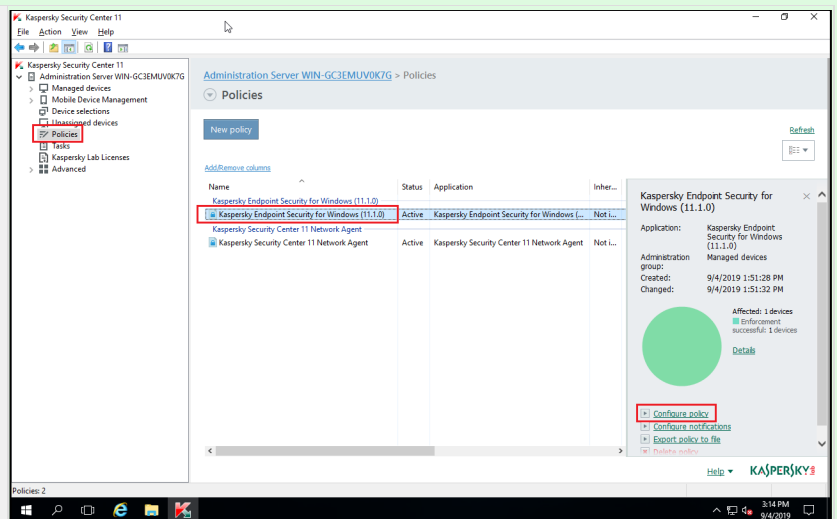 Kaspersky Security Center 11
File Action View Help
Kaspersky Security Center 11
Administration Server WIN-GC3EMUV0K7G
Managed devices
Mobile Device Management
Device selections
Unassigned devices
Policies
Tasks
Kaspersky Lab Licenses
Advanced
Administration Server WIN-GC3EMUV0K7G > Policies
Policies
New policy
Refresh
Add/Remove columns
Name Status Application Inher...
Kaspersky Endpoint Security for Windows (11.1.0)
Kaspersky Endpoint Security for Windows (11.1.0) Active Kaspersky Endpoint Security for Windows (... Not i...
Kaspersky Security Center 11 Network Agent
Kaspersky Security Center 11 Network Agent Active Kaspersky Security Center 11 Network Agent Not i...
Kaspersky Endpoint Security for
Windows (11.1.0)
Application: Kaspersky Endpoint
Security for Windows
(11.1.0)
Administration Managed devices
group:
Created: 9/4/2019 1:51:28 PM
Changed: 9/4/2019 1:51:32 PM
Affected: 1 devices
Enforcement
successful: 1 devices
Details
Configure policy
Configure notifications
Export policy to file
Delete policy
Help KASPERSKY
Policies: 2
3:14 PM
9/4/2019